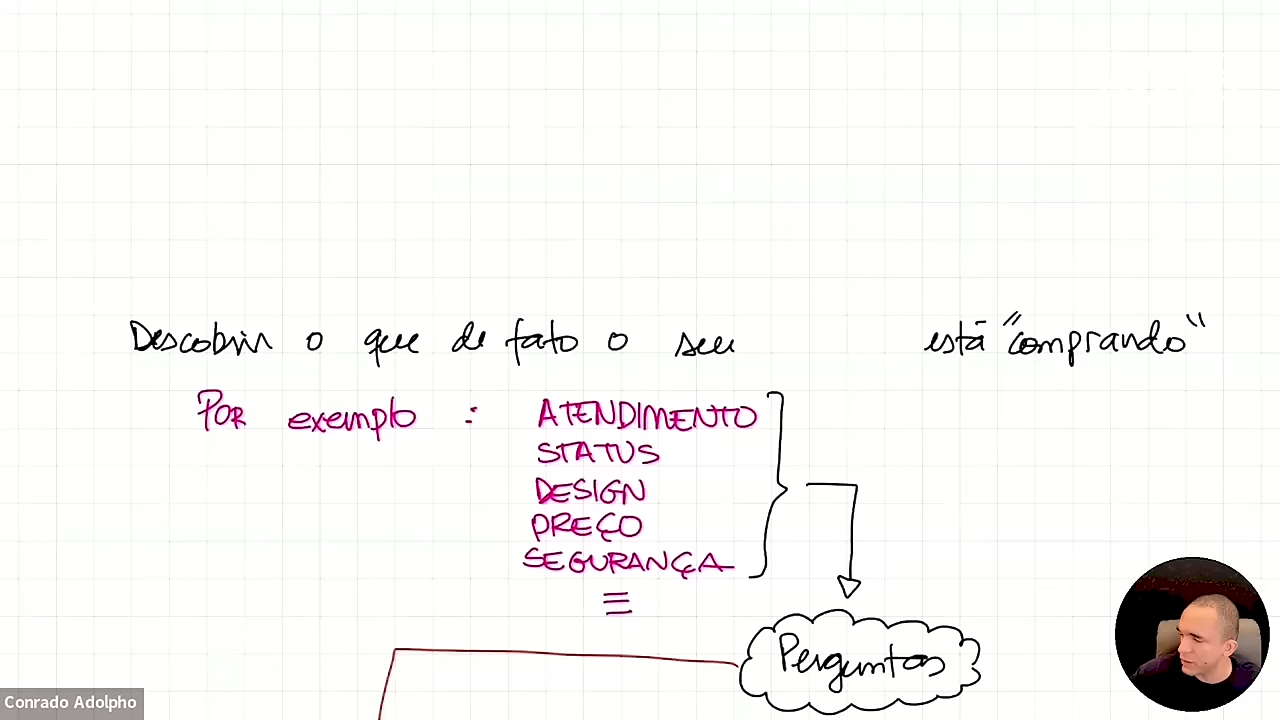 Descobrir o que de fato o seu está "comprando"
Por exemplo : ATENDIMENTO
STATUS
DESIGN
PREÇO
SEGURANÇA
Perguntas
Conrado Adolpho